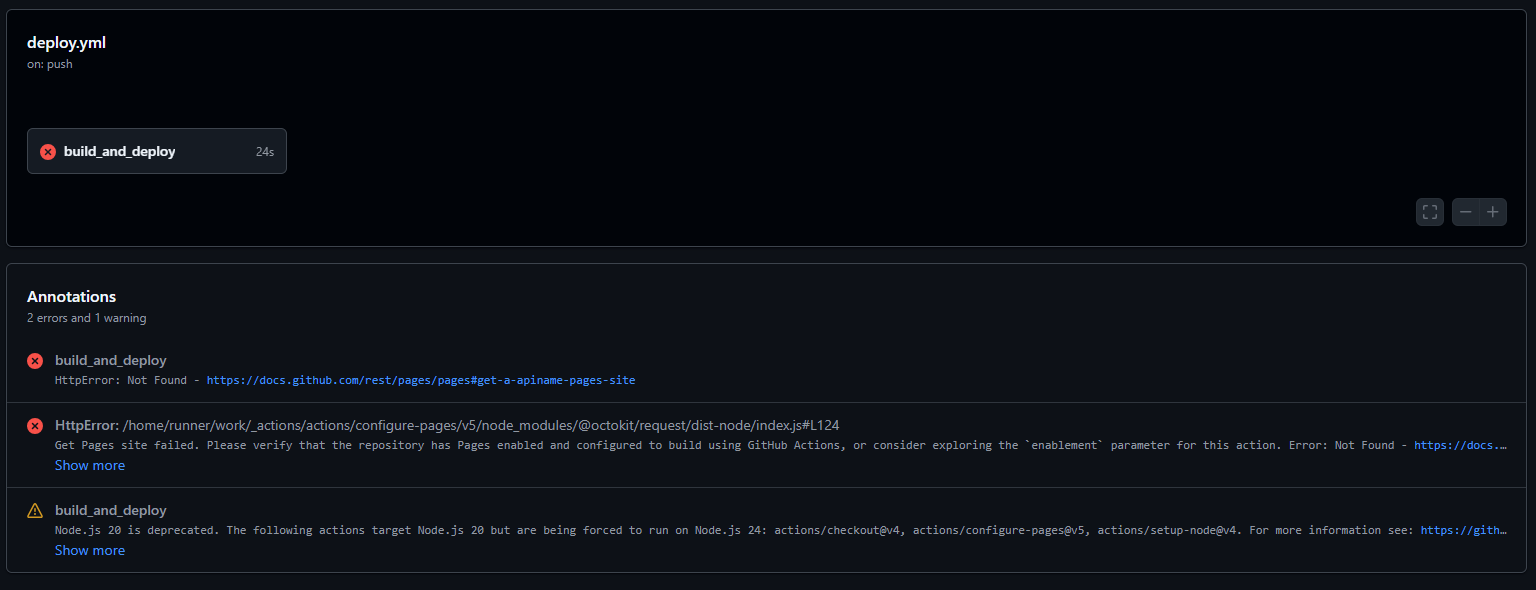 deploy.yml
on: push
build_and_deploy 24s
Annotations
2 errors and 1 warning
build_and_deploy
HttpError: Not Found - https://docs.github.com/rest/pages/pages#get-a-apiname-pages-site
HttpError: /home/runner/work/_actions/actions/configure-pages/v5/node_modules/@octokit/request/dist-node/index.js#L124
Get Pages site failed. Please verify that the repository has Pages enabled and configured to build using GitHub Actions, or consider exploring the `enablement` parameter for this action. Error: Not Found - https://docs.…
Show more
build_and_deploy
Node.js 20 is deprecated. The following actions target Node.js 20 but are being forced to run on Node.js 24: actions/checkout@v4, actions/configure-pages@v5, actions/setup-node@v4. For more information see: https://gith…
Show more